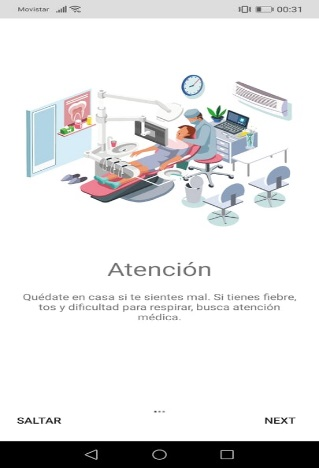 Movistar 00:31
Atención
Quédate en casa si te sientes mal. Si tienes fiebre,
tos y dificultad para respirar, busca atención
médica.
SALTAR NEXT